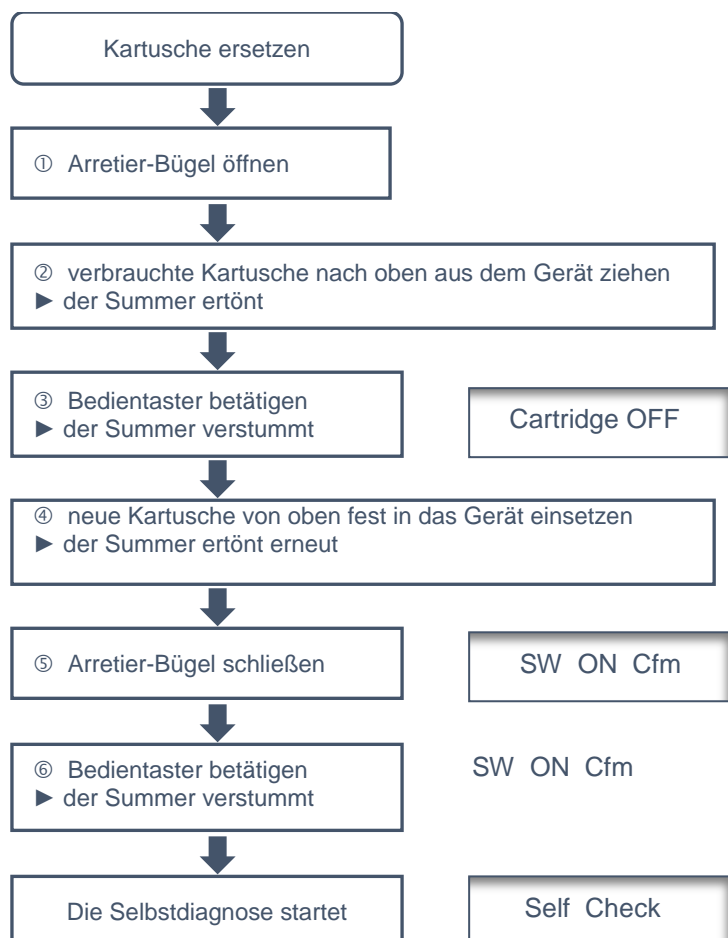 Kartusche ersetzen
① Arretier-Bügel öffnen
② verbrauchte Kartusche nach oben aus dem Gerät ziehen
► der Summer ertönt
③ Bedientaster betätigen
► der Summer verstummt
Cartridge OFF
④ neue Kartusche von oben fest in das Gerät einsetzen
► der Summer ertönt erneut
⑤ Arretier-Bügel schließen
SW ON Cfm
⑥ Bedientaster betätigen
► der Summer verstummt
SW ON Cfm
Die Selbstdiagnose startet
Self Check